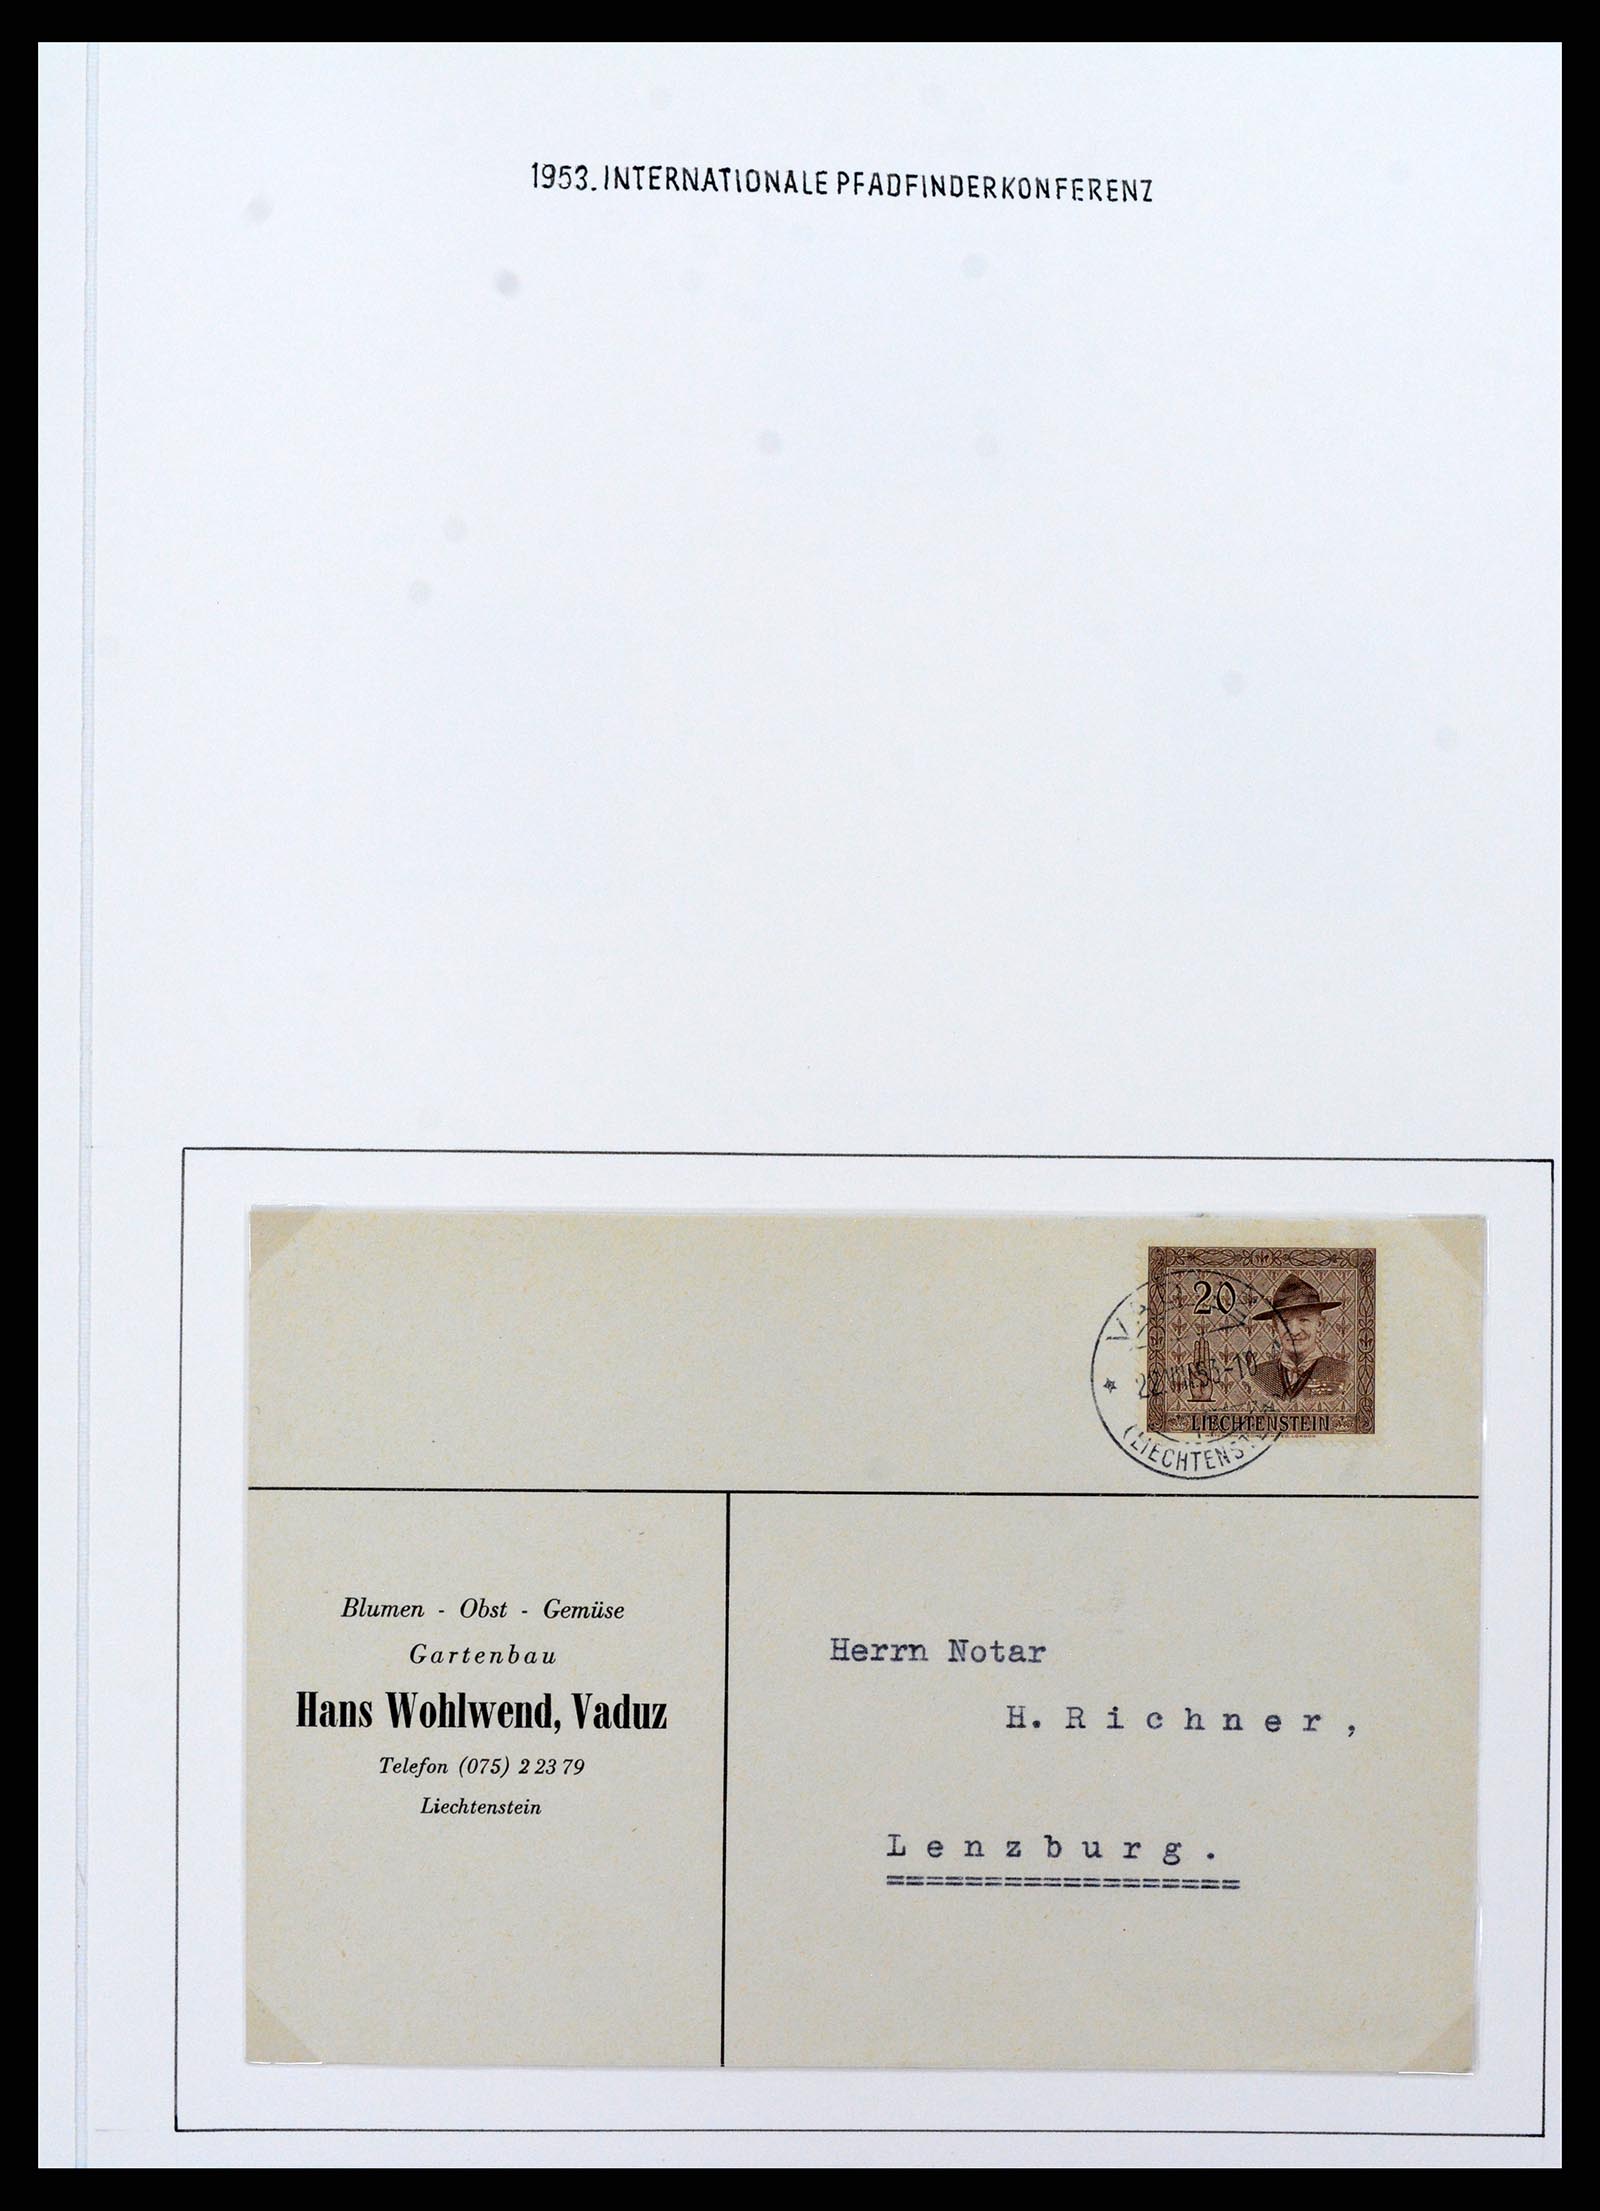 1953. INTERNATIONALE PFADFINDERKONFERENZ
20
LIECHTENSTEIN
Blumen - Obst - Gemüse
Gartenbau
Hans Wohlwend, Vaduz
Telefon (075) 2 23 79
Liechtenstein
Herrn Notar
H. Richner,
Lenzburg.